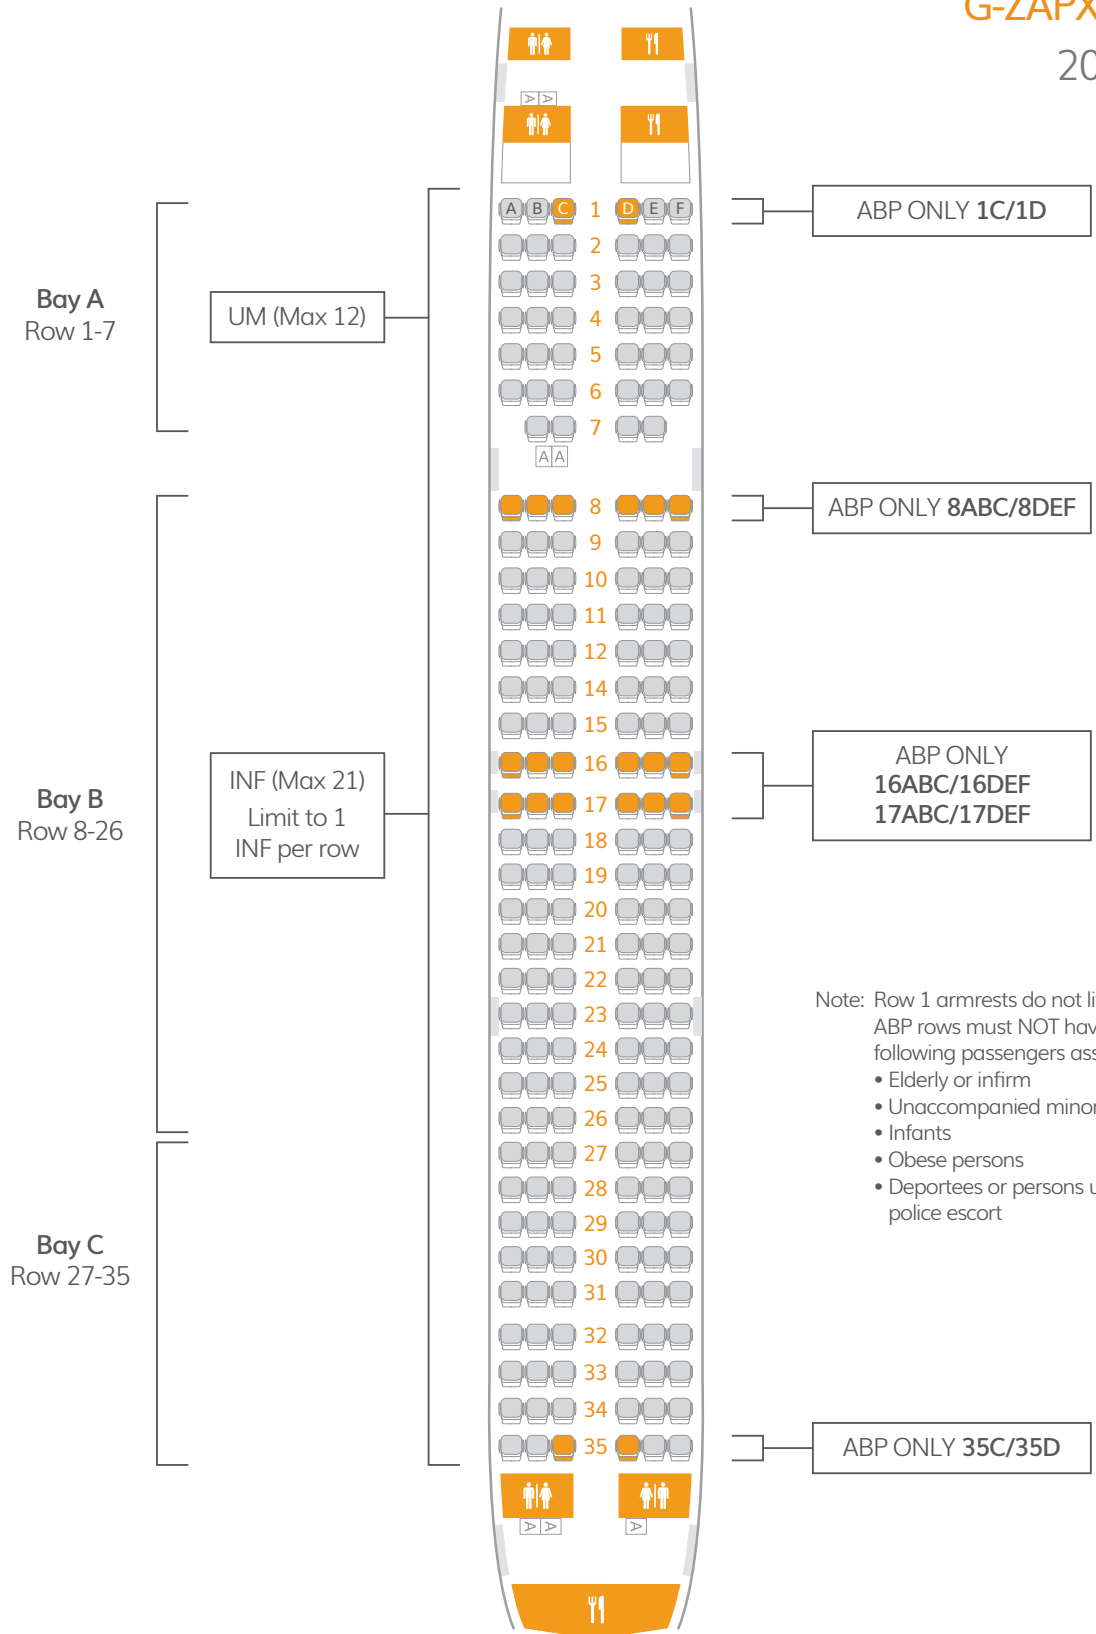 G-ZAPX
20
A A
A B C 1 D E F
2
3
4
5
6
7
A A
8
9
10
11
12
14
15
16
17
18
19
20
21
22
23
24
25
26
27
28
29
30
31
32
33
34
35
A A
A
Bay A
Row 1-7
Bay B
Row 8-26
Bay C
Row 27-35
UM (Max 12)
INF (Max 21)
Limit to 1
INF per row
ABP ONLY 1C/1D
ABP ONLY 8ABC/8DEF
ABP ONLY
16ABC/16DEF
17ABC/17DEF
Note: Row 1 armrests do not
ABP rows must NOT
following passengers
• Elderly or infirm
• Unaccompanied
• Infants
• Obese persons
• Deportees or persons
police escort
ABP ONLY 35C/35D